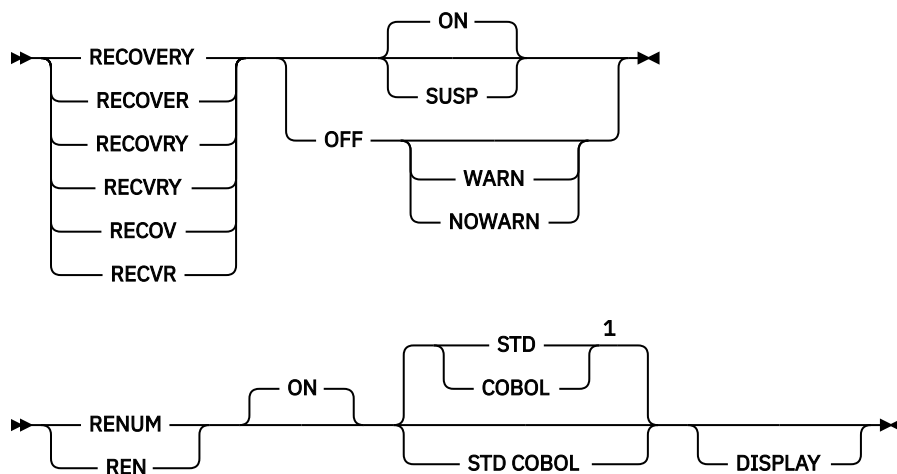 ON
RECOVERY
RECOVER
SUSP
RECOVRY
OFF
RECVRY
WARN
RECOV
NOWARN
RECVR
1
STD
ON
COBOL
RENUM
REN
STD COBOL
DISPLAY